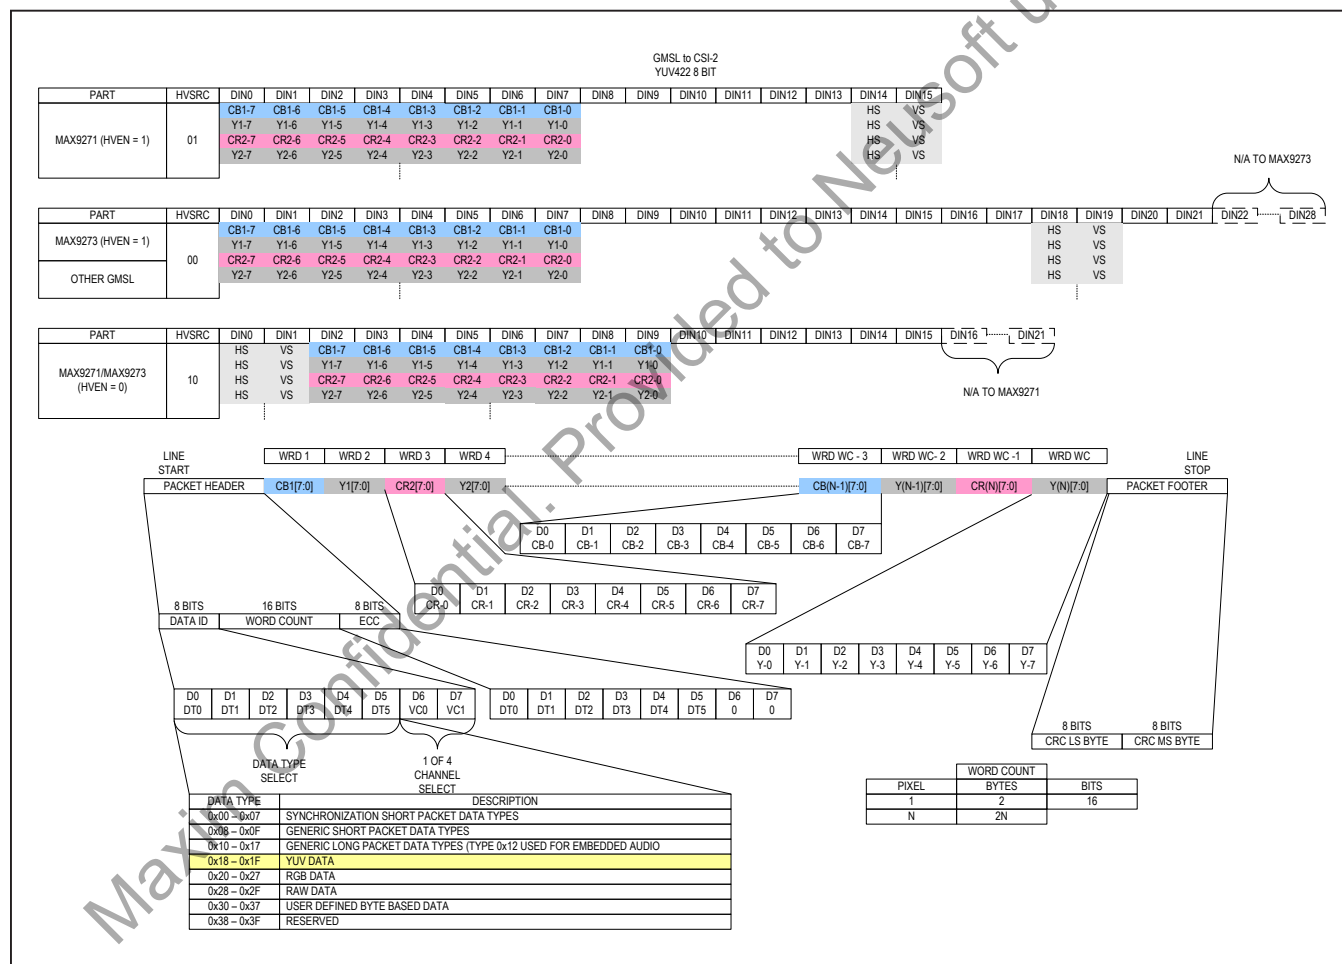 GMSL to CSI-2
YUV422 8 BIT
PART HVSRC DIN0 DIN1 DIN2 DIN3 DIN4 DIN5 DIN6 DIN7 DIN8 DIN9 DIN10 DIN11 DIN12 DIN13 DIN14 DIN15
CB1-7 CB1-6 CB1-5 CB1-4 CB1-3 CB1-2 CB1-1 CB1-0 HS VS
Y1-7 Y1-6 Y1-5 Y1-4 Y1-3 Y1-2 Y1-1 Y1-0 HS VS
MAX9271 (HVEN = 1) 01
CR2-7 CR2-6 CR2-5 CR2-4 CR2-3 CR2-2 CR2-1 CR2-0 HS VS
Y2-7 Y2-6 Y2-5 Y2-4 Y2-3 Y2-2 Y2-1 Y2-0 HS VS
N/A TO MAX9273
PART HVSRC DIN0 DIN1 DIN2 DIN3 DIN4 DIN5 DIN6 DIN7 DIN8 DIN9 DIN10 DIN11 DIN12 DIN13 DIN14 DIN15 DIN16 DIN17 DIN18 DIN19 DIN20 DIN21 DIN22 DIN28
CB1-7 CB1-6 CB1-5 CB1-4 CB1-3 CB1-2 CB1-1 CB1-0 HS VS
MAX9273 (HVEN = 1)
Y1-7 Y1-6 Y1-5 Y1-4 Y1-3 Y1-2 Y1-1 Y1-0 HS VS
00
CR2-7 CR2-6 CR2-5 CR2-4 CR2-3 CR2-2 CR2-1 CR2-0 HS VS
OTHER GMSL
Y2-7 Y2-6 Y2-5 Y2-4 Y2-3 Y2-2 Y2-1 Y2-0 HS VS
PART HVSRC DIN0 DIN1 DIN2 DIN3 DIN4 DIN5 DIN6 DIN7 DIN8 DIN9 DIN10 DIN11 DIN12 DIN13 DIN14 DIN15 DIN16 DIN21
HS VS CB1-7 CB1-6 CB1-5 CB1-4 CB1-3 CB1-2 CB1-1 CB1-0
HS VS Y1-7 Y1-6 Y1-5 Y1-4 Y1-3 Y1-2 Y1-1 Y1-0
MAX9271/MAX9273
(HVEN = 0)
10
HS VS CR2-7 CR2-6 CR2-5 CR2-4 CR2-3 CR2-2 CR2-1 CR2-0
HS VS Y2-7 Y2-6 Y2-5 Y2-4 Y2-3 Y2-2 Y2-1 Y2-0
N/A TO MAX9271
LINE
START
WRD 1 WRD 2 WRD 3 WRD 4 WRD WC - 3 WRD WC- 2 WRD WC -1 WRD WC
LINE
STOP
PACKET HEADER CB1[7:0] Y1[7:0] CR2[7:0] Y2[7:0] CB(N-1)[7:0] Y(N-1)[7:0] CR(N)[7:0] Y(N)[7:0] PACKET FOOTER
D0 D1 D2 D3 D4 D5 D6 D7
CB-0 CB-1 CB-2 CB-3 CB-4 CB-5 CB-6 CB-7
D0 D1 D2 D3 D4 D5 D6 D7
CR-0 CR-1 CR-2 CR-3 CR-4 CR-5 CR-6 CR-7
8 BITS 16 BITS 8 BITS
DATA ID WORD COUNT ECC
D0 D1 D2 D3 D4 D5 D6 D7
Y-0 Y-1 Y-2 Y-3 Y-4 Y-5 Y-6 Y-7
D0 D1 D2 D3 D4 D5 D6 D7
DT0 DT1 DT2 DT3 DT4 DT5 VC0 VC1
D0 D1 D2 D3 D4 D5 D6 D7
DT0 DT1 DT2 DT3 DT4 DT5 0 0
8 BITS 8 BITS
CRC LS BYTE CRC MS BYTE
DATA TYPE
SELECT
1 OF 4
CHANNEL
SELECT
WORD COUNT
PIXEL BYTES BITS
1 2 16
N 2N
DATA TYPE DESCRIPTION
0x00 – 0x07 SYNCHRONIZATION SHORT PACKET DATA TYPES
0x08 – 0x0F GENERIC SHORT PACKET DATA TYPES
0x10 – 0x17 GENERIC LONG PACKET DATA TYPES (TYPE 0x12 USED FOR EMBEDDED AUDIO
0x18 – 0x1F YUV DATA
0x20 – 0x27 RGB DATA
0x28 – 0x2F RAW DATA
0x30 – 0x37 USER DEFINED BYTE BASED DATA
0x38 – 0x3F RESERVED
Maxim Confidential. Provided to Neusoft u